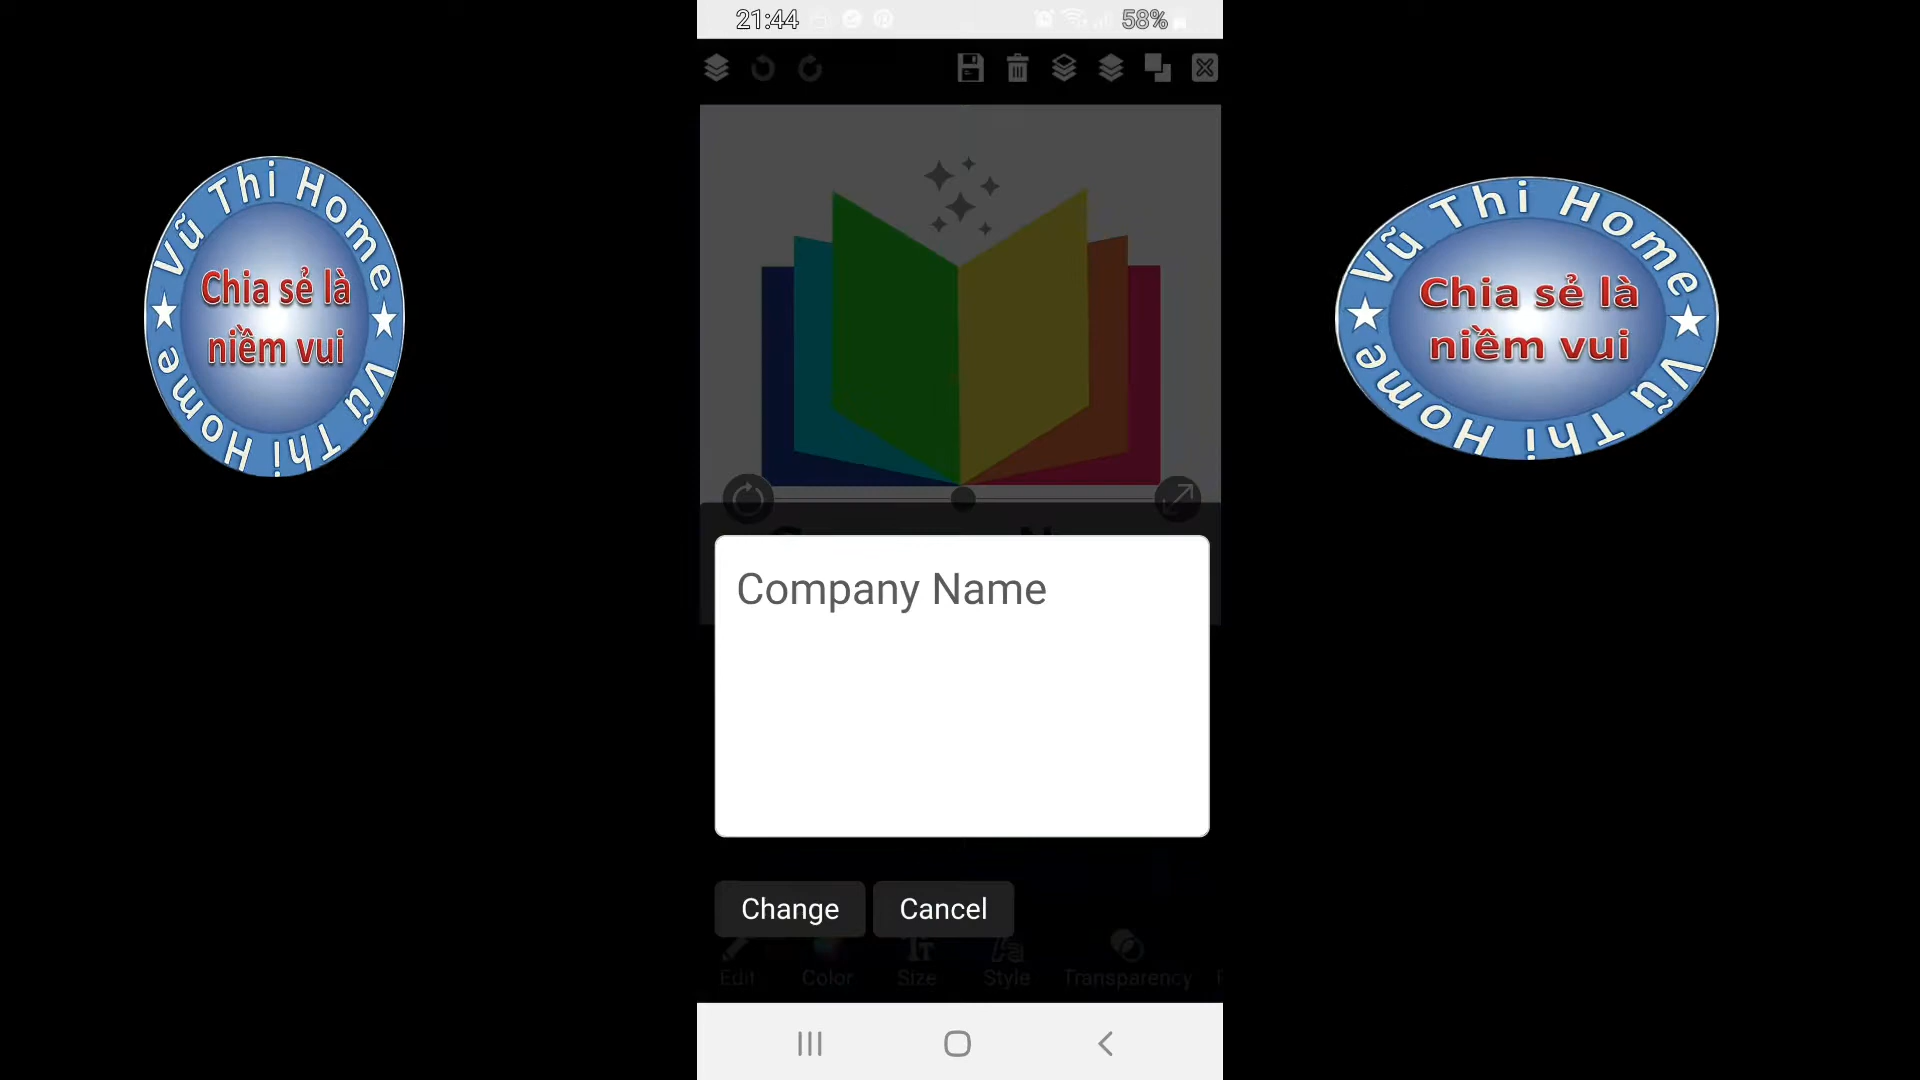 21:44
58%
Vũ Thi Home
Chia sẻ là
niềm vui
Vũ Thi Home
Vũ Thi Home
Chia sẻ là
niềm vui
Vũ Thi Home
Company Name
Change
Cancel
Edit
Color
Size
Style
Transparency